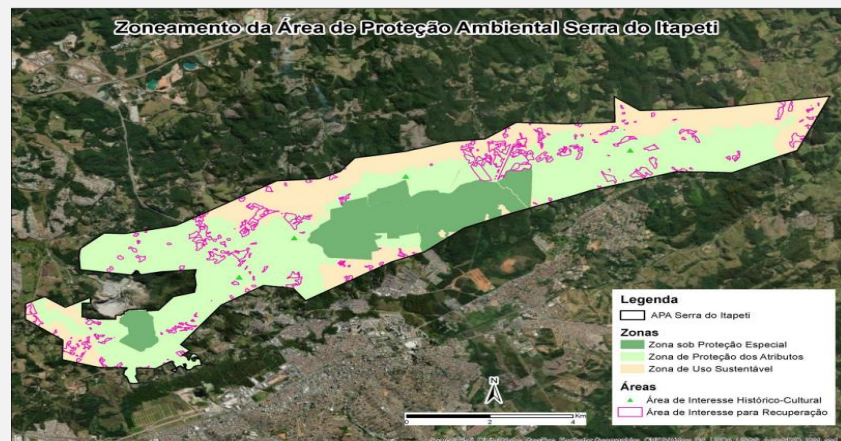 Zoneamento da Área de Proteção Ambiental Serra do Itapeti
Legenda
APA Serra do Itapeti
Zonas
Zona sob Proteção Especial
Zona de Proteção dos Atributos
Zona de Uso Sustentável
Áreas
Área de Interesse Histórico-Cultural
Área de Interesse para Recuperação
N
0 2 4
Km